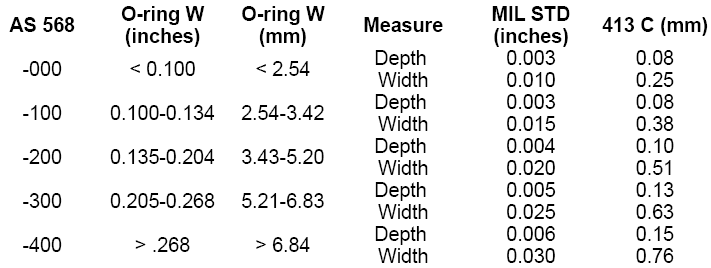 AS 568 O-ring W (inches) O-ring W (mm) Measure MIL STD (inches) 413 C (mm)
-000 < 0.100 < 2.54 Depth 0.003 0.08
Width 0.010 0.25
-100 0.100-0.134 2.54-3.42 Depth 0.003 0.08
Width 0.015 0.38
-200 0.135-0.204 3.43-5.20 Depth 0.004 0.10
Width 0.020 0.51
-300 0.205-0.268 5.21-6.83 Depth 0.005 0.13
Width 0.025 0.63
-400 > .268 > 6.84 Depth 0.006 0.15
Width 0.030 0.76